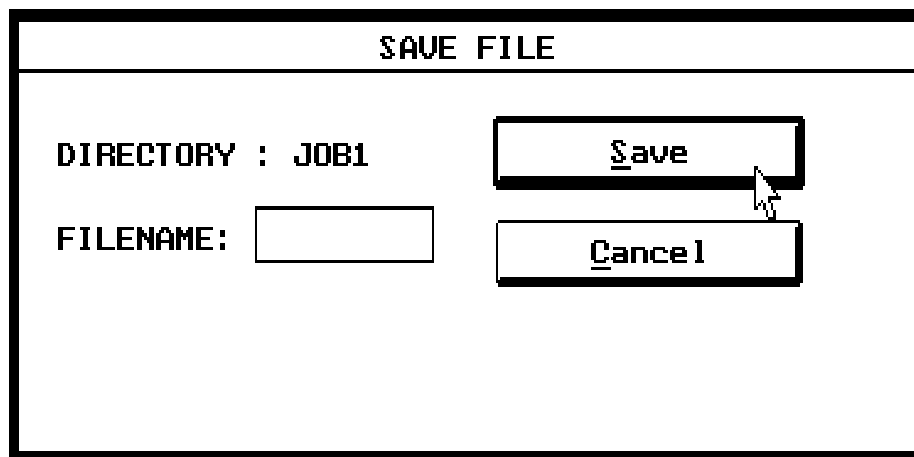 SAVE FILE
DIRECTORY : JOB1
Save
FILENAME:
Cancel